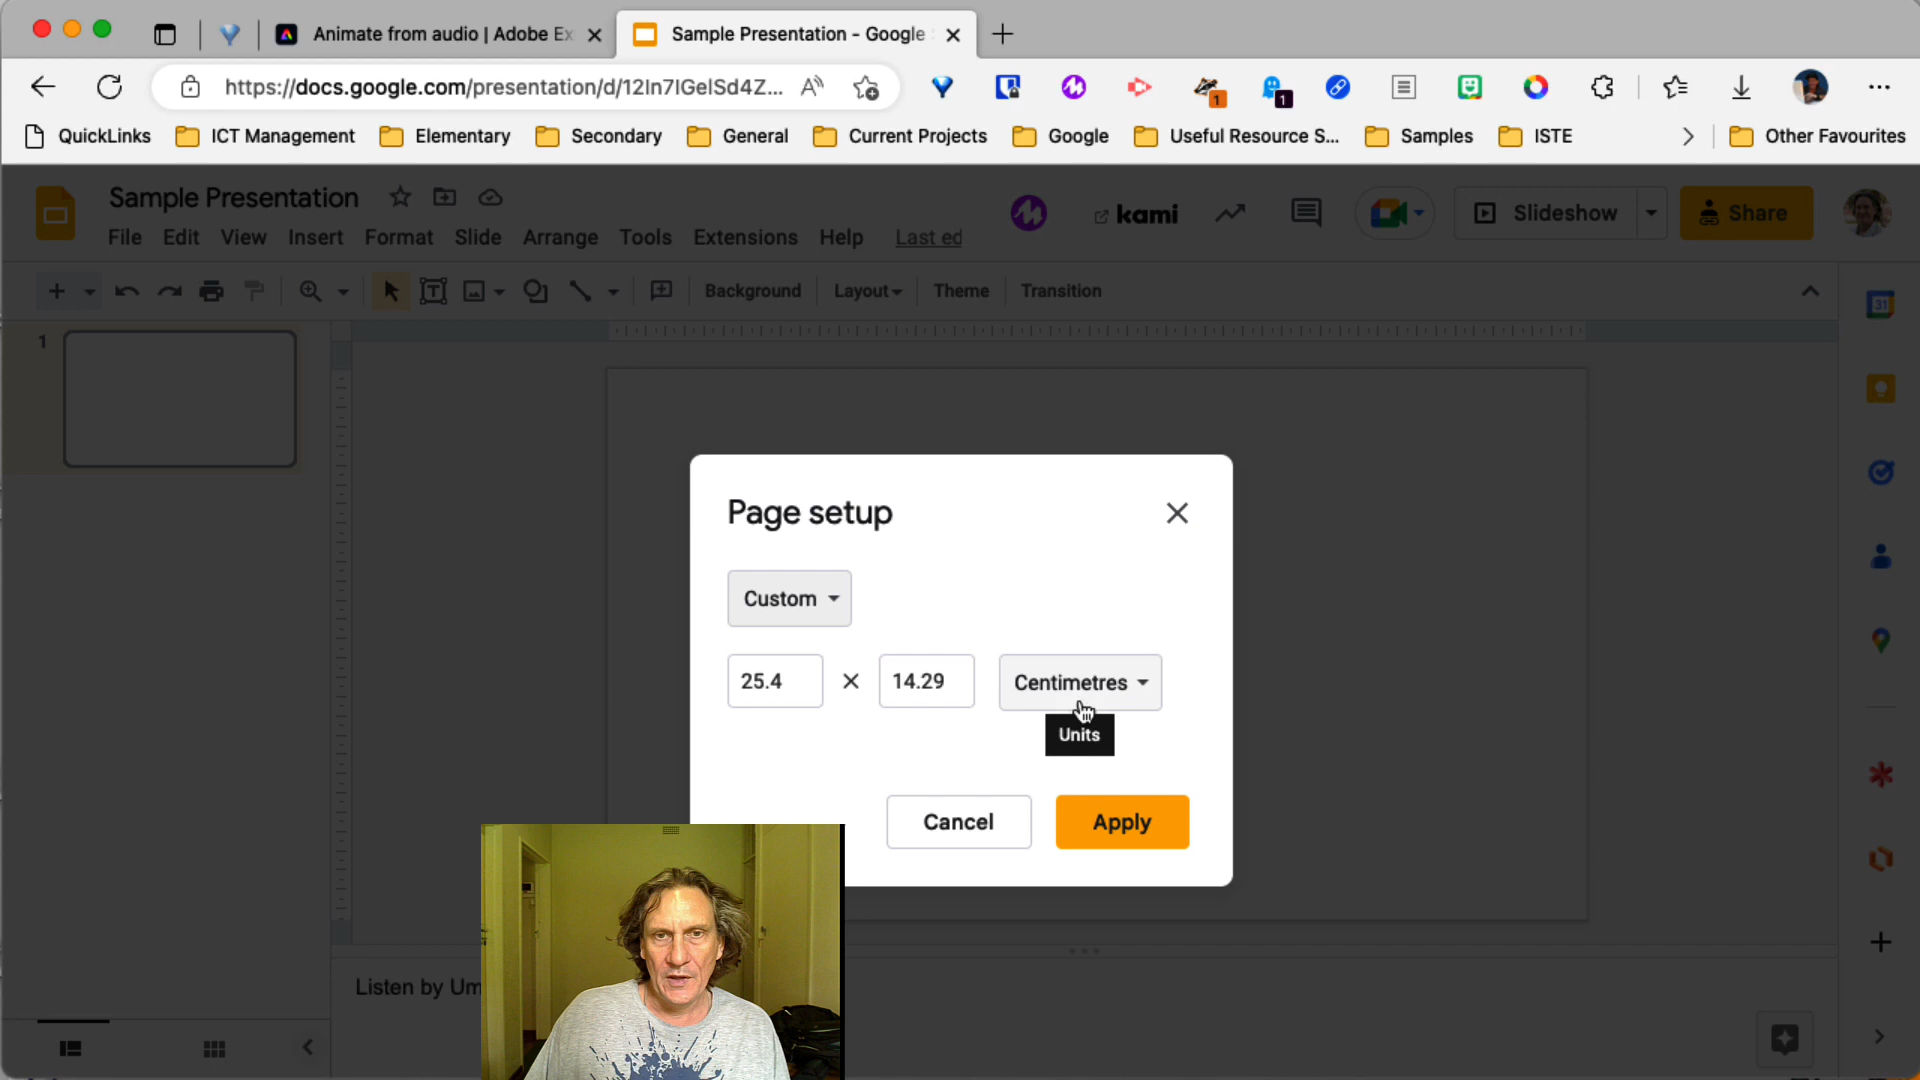 Animate from audio | Adobe Ex
Sample Presentation - Google
https://docs.google.com/presentation/d/12In7IGelSd4Z...
1
1
QuickLinks
ICT Management
Elementary
Secondary
General
Current Projects
Google
Useful Resource S...
Samples
ISTE
Other Favourites
Sample Presentation
File
Edit
View
Insert
Format
Slide
Arrange
Tools
Extensions
Help
Last ed
kami
Slideshow
Share
Background
Layout
Theme
Transition
31
1
Page setup
Custom
25.4
14.29
Centimetres
Units
Cancel
Apply
Listen by Um